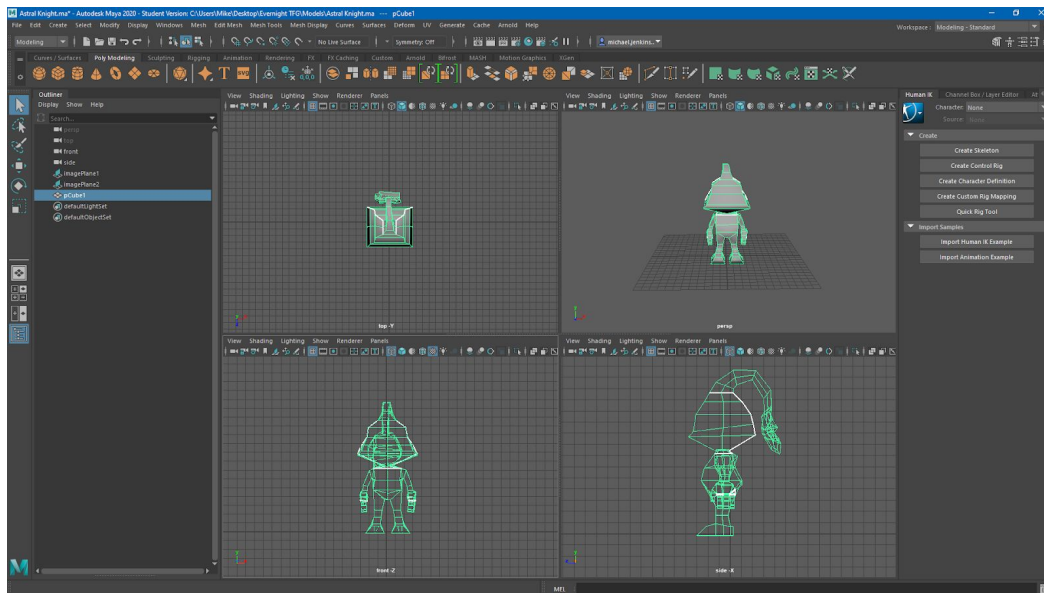 Astral Knight.ma* - Autodesk Maya 2020 - Student Version: C:\Users\Mike\Desktop\Evernight TFG\Models\Astral Knight.ma --- pCube1
File Edit Create Select Modify Display Windows Mesh Edit Mesh Mesh Tools Mesh Display Curves Surfaces Deform UV Generate Cache Arnold Help
Workspace: Modeling - Standard
Modeling No Live Surface Symmetry: Off michael.jenkins...
Curves / Surfaces Poly Modeling Sculpting Rigging Animation Rendering FX FX Caching Custom Arnold Bifrost MASH Motion Graphics XGen
Outliner
Display Show Help
Search...
persp
top
front
side
imagePlane1
imagePlane2
pCube1
defaultLightSet
defaultObjectSet
View Shading Lighting Show Renderer Panels
top -Y
View Shading Lighting Show Renderer Panels
persp
View Shading Lighting Show Renderer Panels
front -Z
View Shading Lighting Show Renderer Panels
side -X
Human IK Channel Box / Layer Editor
Character: None
Source: None
Create
Create Skeleton
Create Control Rig
Create Character Definition
Create Custom Rig Mapping
Quick Rig Tool
Import Samples
Import Human IK Example
Import Animation Example
MEL